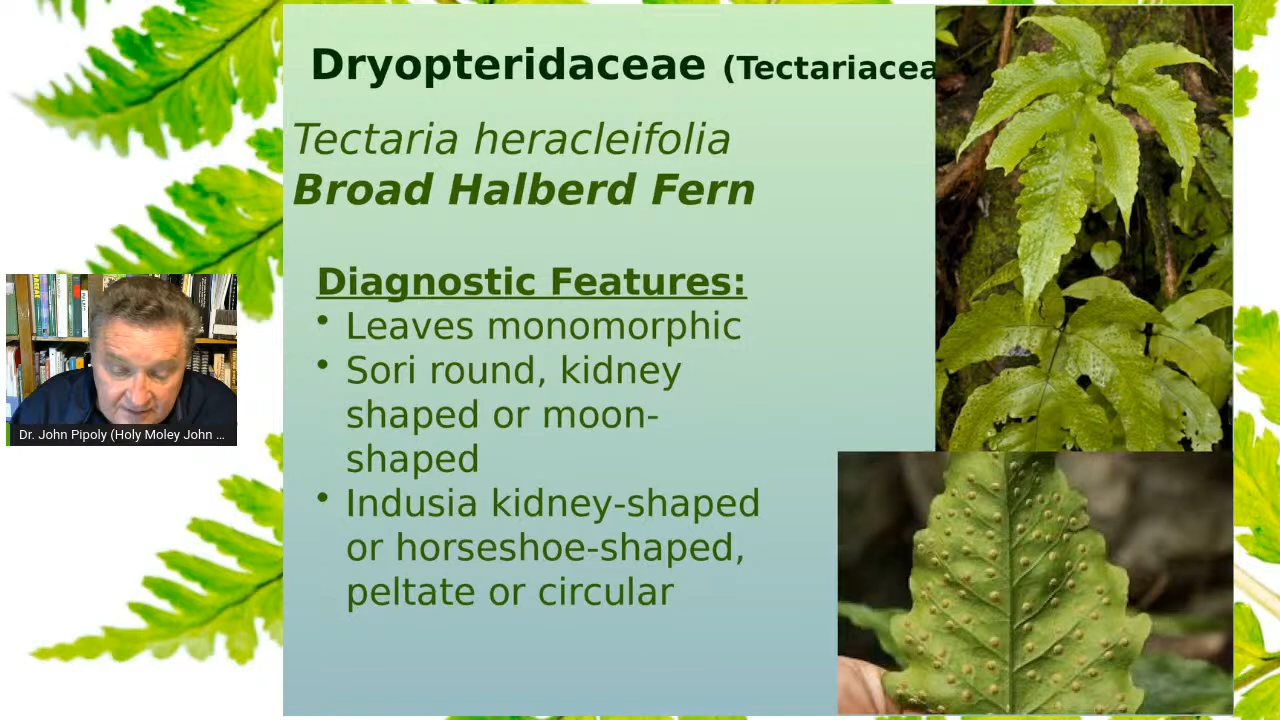 Dryopteridaceae (Tectariacea
Tectaria heracleifolia
Broad Halberd Fern
Diagnostic Features:
• Leaves monomorphic
• Sori round, kidney
shaped or moon-
shaped
• Indusia kidney-shaped
or horseshoe-shaped,
peltate or circular
Dr. John Pipoly (Holy Moley John ...